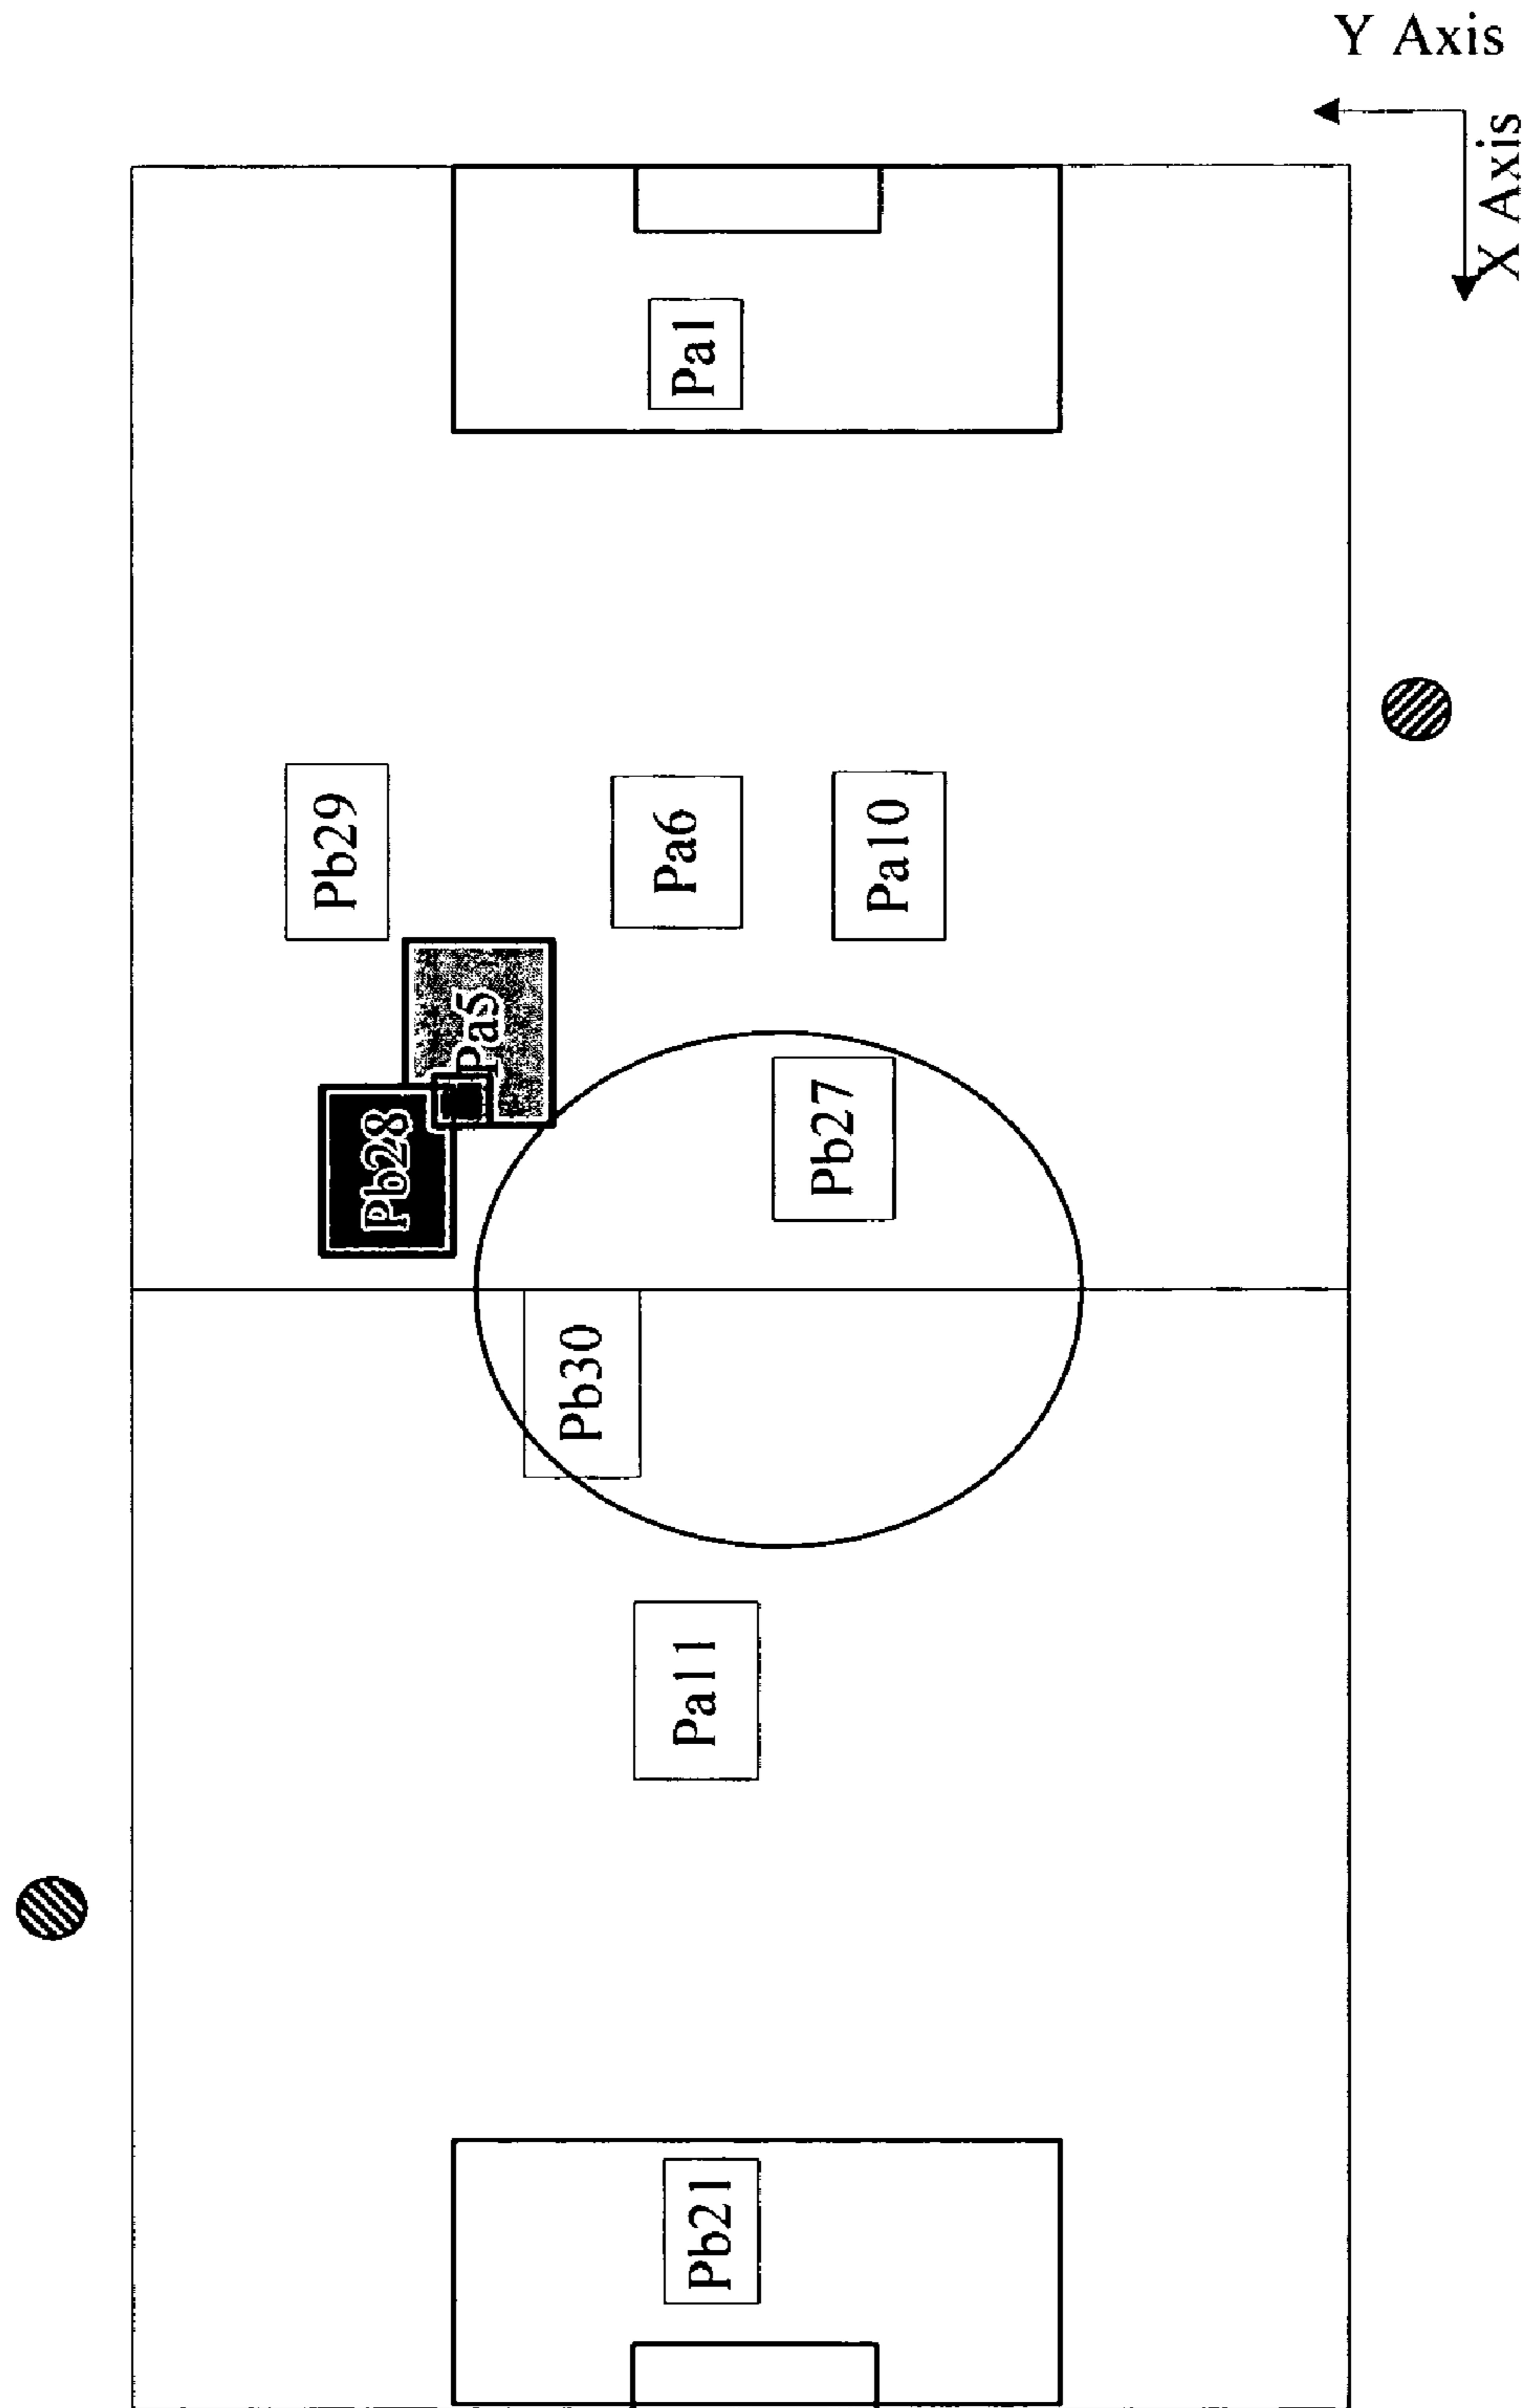 Y Axis
X Axis
Pa1
Pb29
Pa6
Pa10
Pa5
Pb28
Pb27
Pb30
Pa11
Pb21